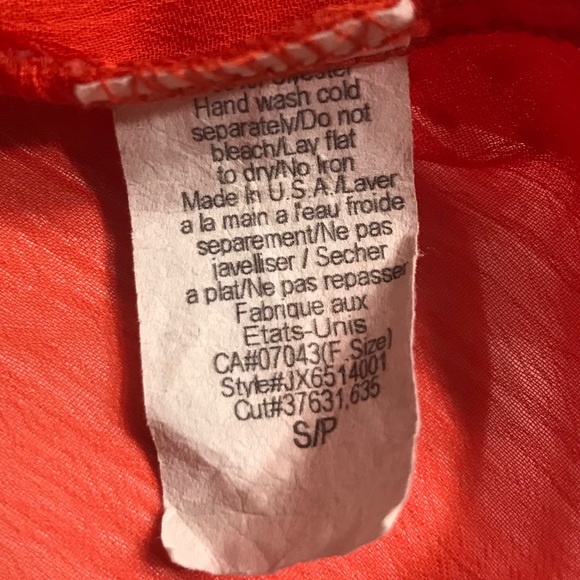 Hand wash cold
separately/Do not
bleach/Lay flat
to dry/No Iron
Made in U.S.A./Laver
a la main a l'eau froide
separement/Ne pas
javelliser / Secher
a plat/Ne pas repasser
Fabrique aux
Etats-Unis
CA#07043(F.Size)
Style#JX6514001
Cut#37631,635
S/P